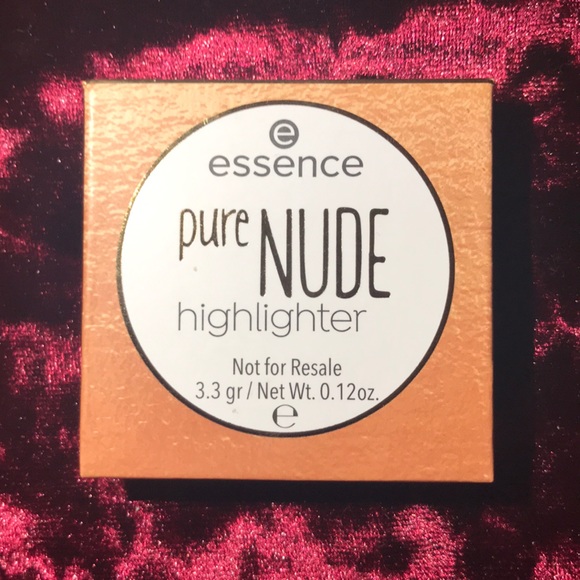 e
essence
pure NUDE
highlighter
Not for Resale
3.3 gr / Net Wt. 0.12oz.
℮